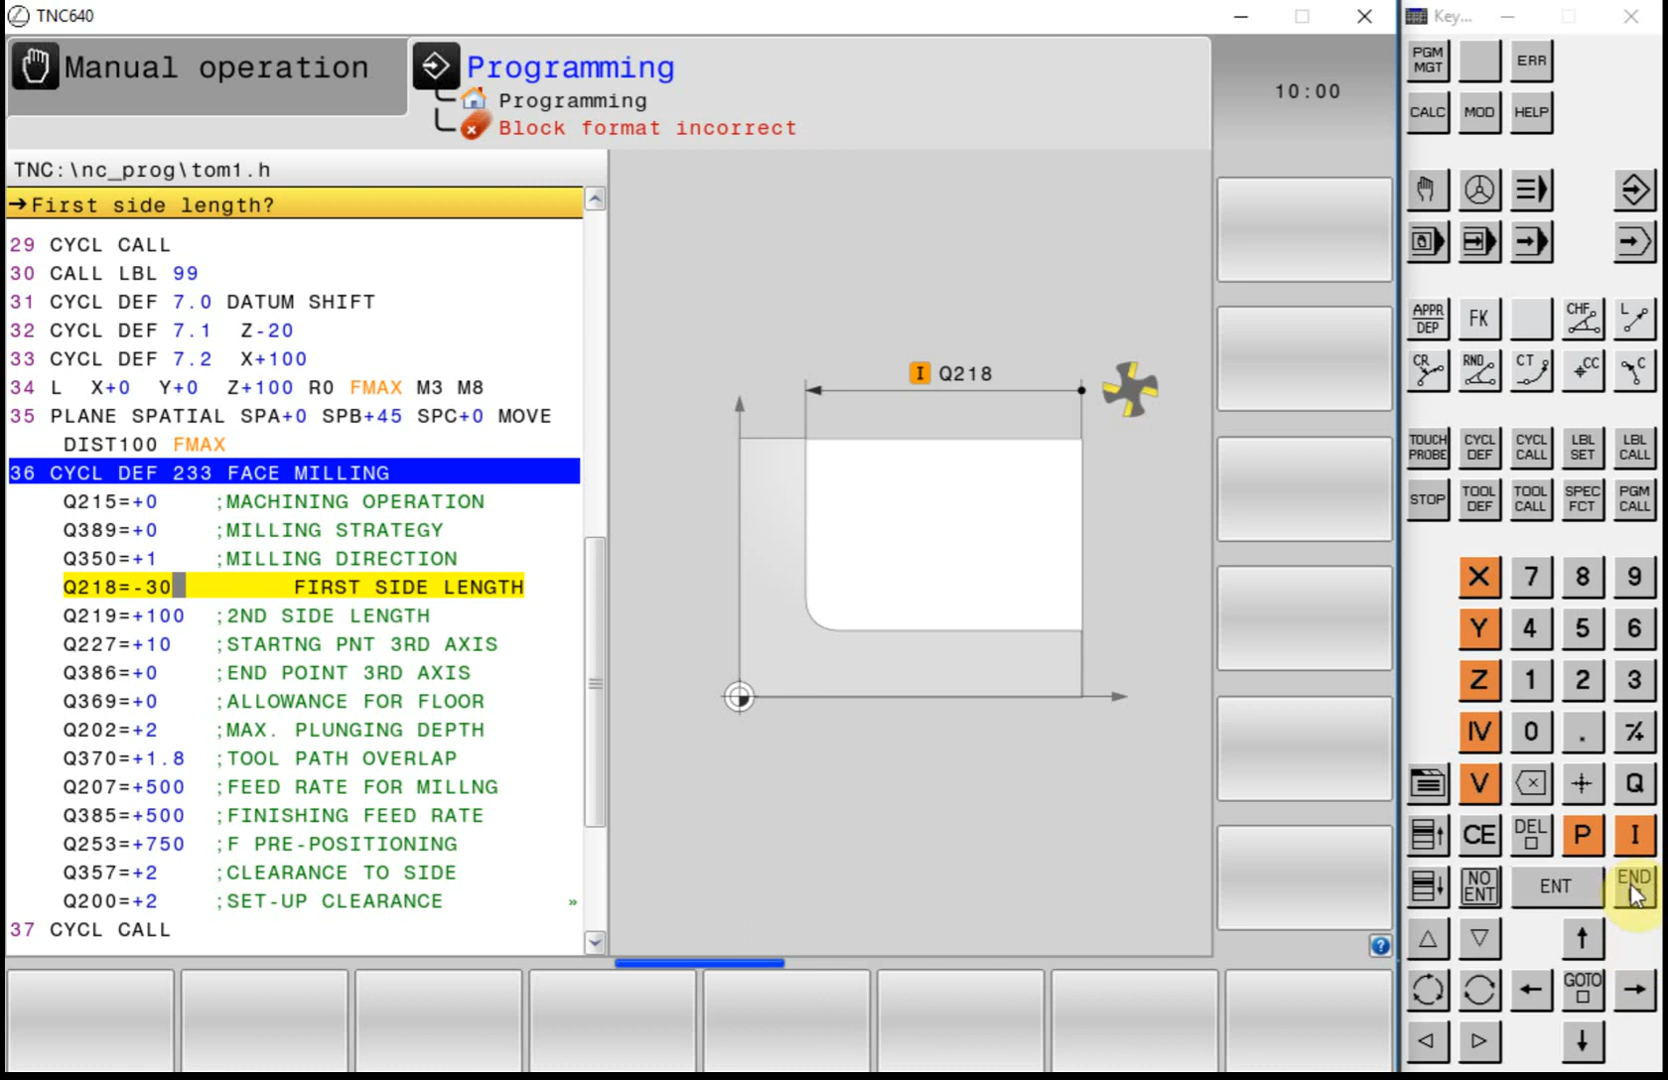 TNC640
Manual operation
Programming
Programming
Block format incorrect
10:00
TNC:\nc_prog\tom1.h
➔First side length?
29 CYCL CALL
30 CALL LBL 99
31 CYCL DEF 7.0 DATUM SHIFT
32 CYCL DEF 7.1 Z-20
33 CYCL DEF 7.2 X+100
34 L X+0 Y+0 Z+100 R0 FMAX M3 M8
35 PLANE SPATIAL SPA+0 SPB+45 SPC+0 MOVE
DIST100 FMAX
36 CYCL DEF 233 FACE MILLING
Q215=+0 ;MACHINING OPERATION
Q389=+0 ;MILLING STRATEGY
Q350=+1 ;MILLING DIRECTION
Q218=-30 FIRST SIDE LENGTH
Q219=+100 ;2ND SIDE LENGTH
Q227=+10 ;STARTNG PNT 3RD AXIS
Q386=+0 ;END POINT 3RD AXIS
Q369=+0 ;ALLOWANCE FOR FLOOR
Q202=+2 ;MAX. PLUNGING DEPTH
Q370=+1.8 ;TOOL PATH OVERLAP
Q207=+500 ;FEED RATE FOR MILLNG
Q385=+500 ;FINISHING FEED RATE
Q253=+750 ;F PRE-POSITIONING
Q357=+2 ;CLEARANCE TO SIDE
Q200=+2 ;SET-UP CLEARANCE »
37 CYCL CALL
I Q218
?
Key...
PGM MGT
ERR
CALC
MOD
HELP
APPR DEP
FK
CHF
L
CR
RND
CT
CC
C
TOUCH PROBE
CYCL DEF
CYCL CALL
LBL SET
LBL CALL
STOP
TOOL DEF
TOOL CALL
SPEC FCT
PGM CALL
X
7
8
9
Y
4
5
6
Z
1
2
3
IV
0
.
-/+
V
Q
CE
DEL
P
I
NO ENT
ENT
END
GOTO